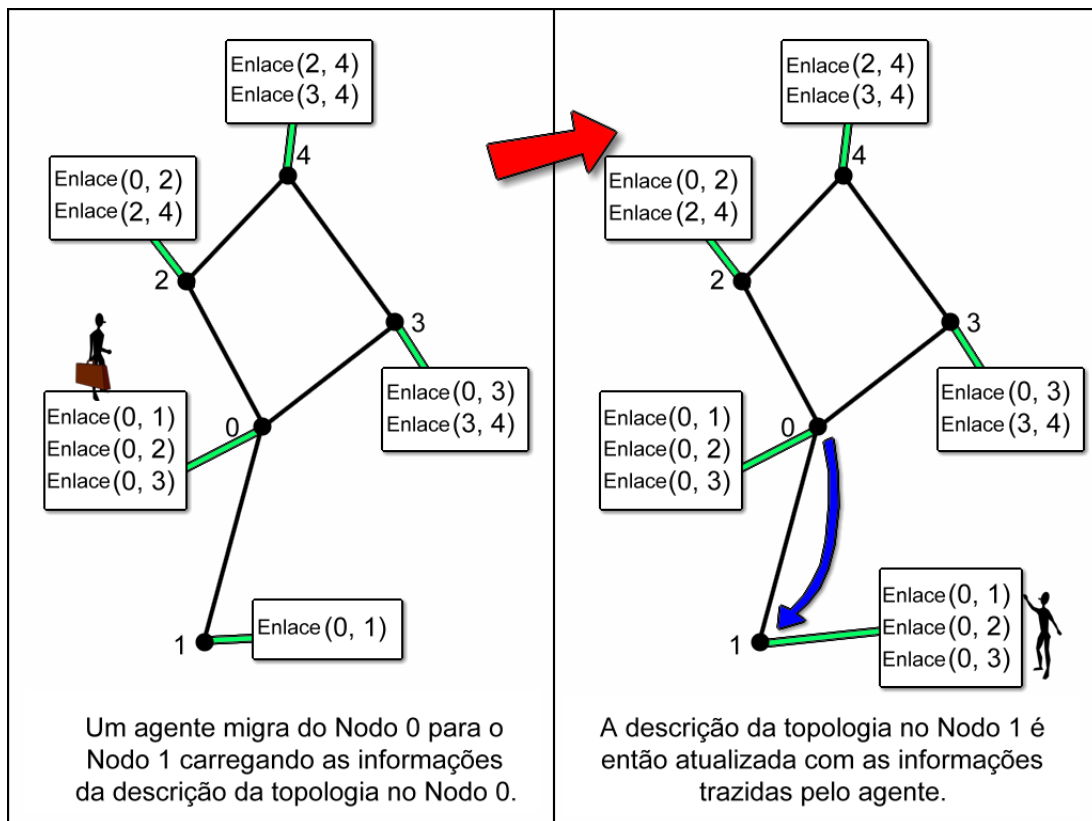 Enlace (2, 4)
Enlace (3, 4)
4
Enlace (0, 2)
Enlace (2, 4)
2
3
Enlace (0, 3)
Enlace (3, 4)
Enlace (0, 1)
Enlace (0, 2)
Enlace (0, 3)
0
Enlace (0, 1)
1
Um agente migra do Nodo 0 para o
Nodo 1 carregando as informações
da descrição da topologia no Nodo 0.
Enlace (2, 4)
Enlace (3, 4)
4
Enlace (0, 2)
Enlace (2, 4)
2
3
Enlace (0, 3)
Enlace (3, 4)
Enlace (0, 1)
Enlace (0, 2)
Enlace (0, 3)
0
Enlace (0, 1)
Enlace (0, 2)
Enlace (0, 3)
1
A descrição da topologia no Nodo 1 é
então atualizada com as informações
trazidas pelo agente.